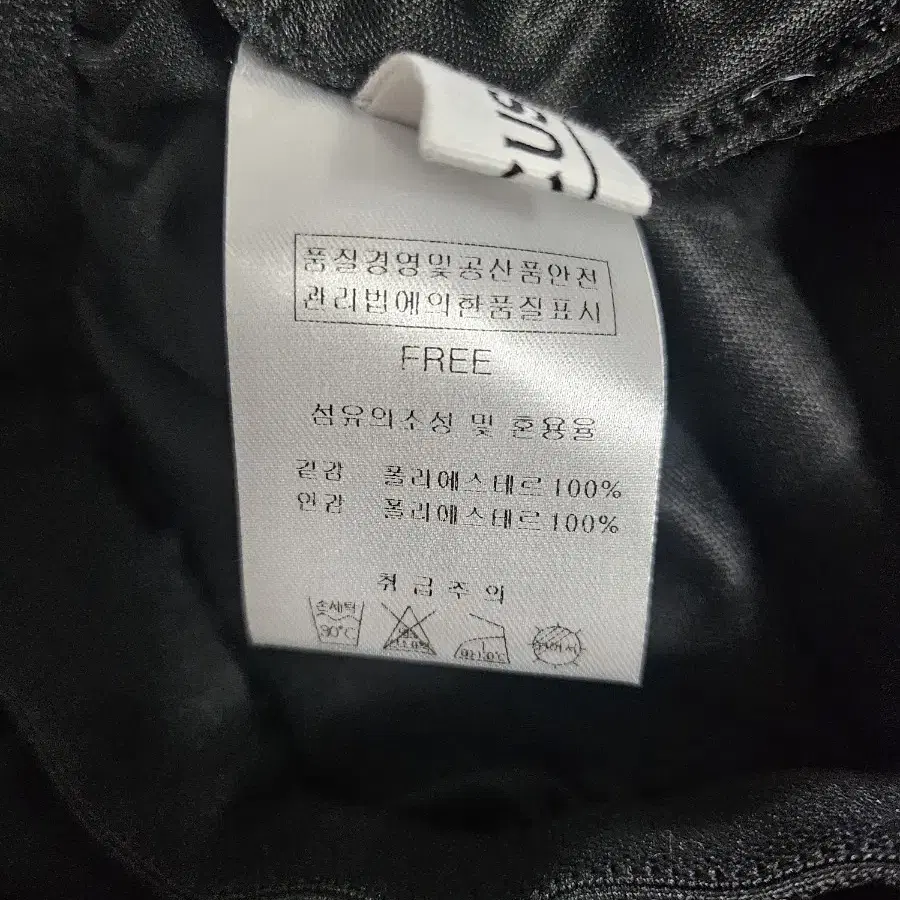 품질경영및공산품안전
관리법에의한품질표시
FREE
섬유의조성 및 혼용율
겉감 폴리에스테르100%
안감 폴리에스테르100%
취급주의
손세탁
30°C